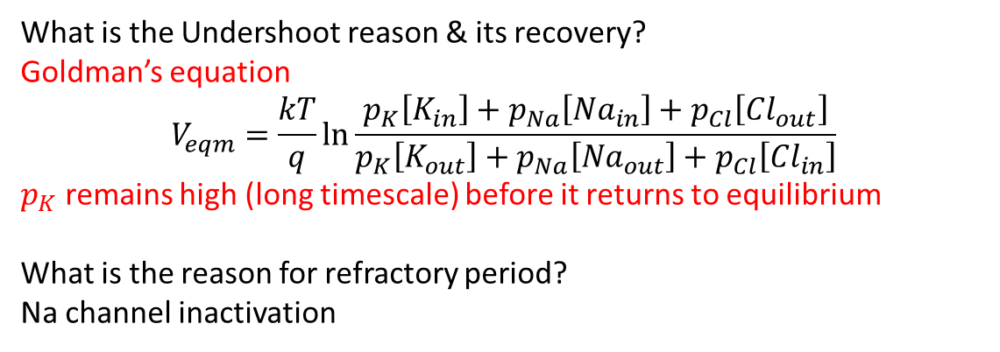 What is the Undershoot reason & its recovery?
Goldman’s equation
V_{eqm} = \frac{kT}{q} \ln \frac{p_K[K_{in}] + p_{Na}[Na_{in}] + p_{Cl}[Cl_{out}]}{p_K[K_{out}] + p_{Na}[Na_{out}] + p_{Cl}[Cl_{in}]}
p_K remains high (long timescale) before it returns to equilibrium
What is the reason for refractory period?
Na channel inactivation